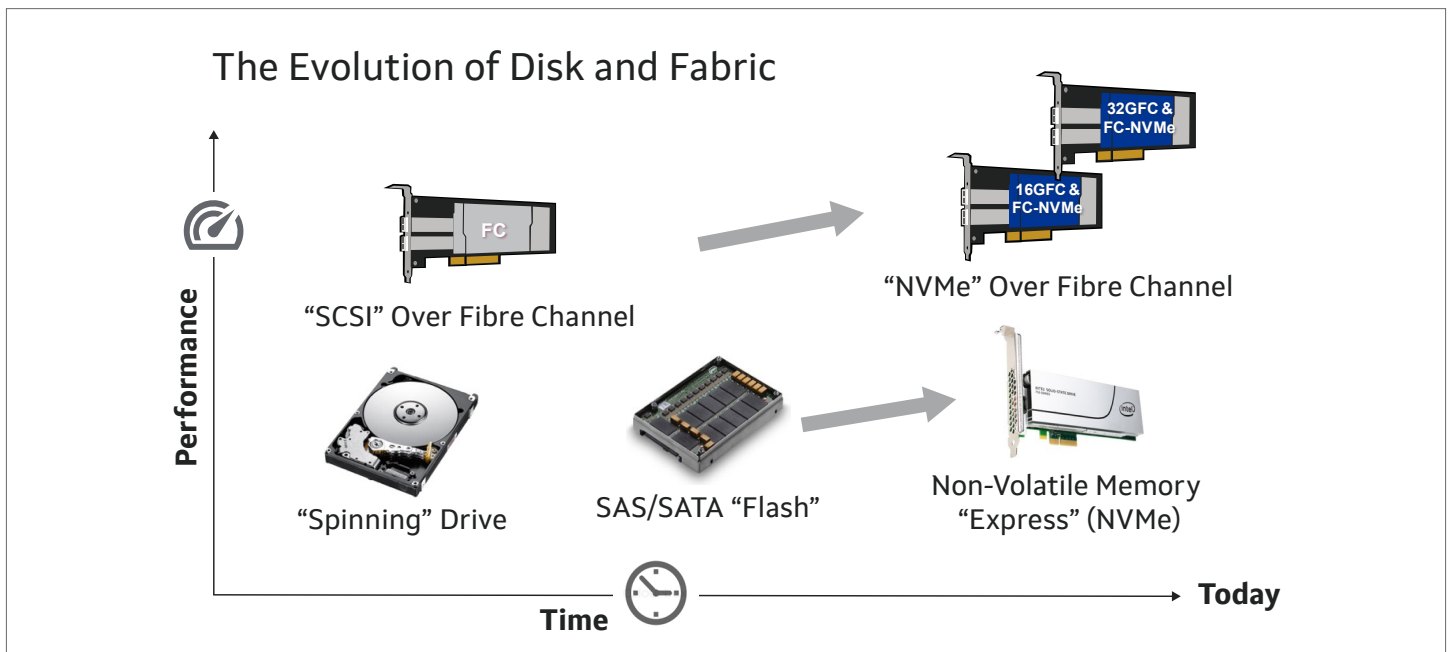 The Evolution of Disk and Fabric
32GFC &
FC-NVMe
16GFC &
FC-NVMe
FC
“SCSI” Over Fibre Channel
“NVMe” Over Fibre Channel
Performance
“Spinning” Drive
SAS/SATA “Flash”
intel
Non-Volatile Memory
“Express” (NVMe)
Time
Today